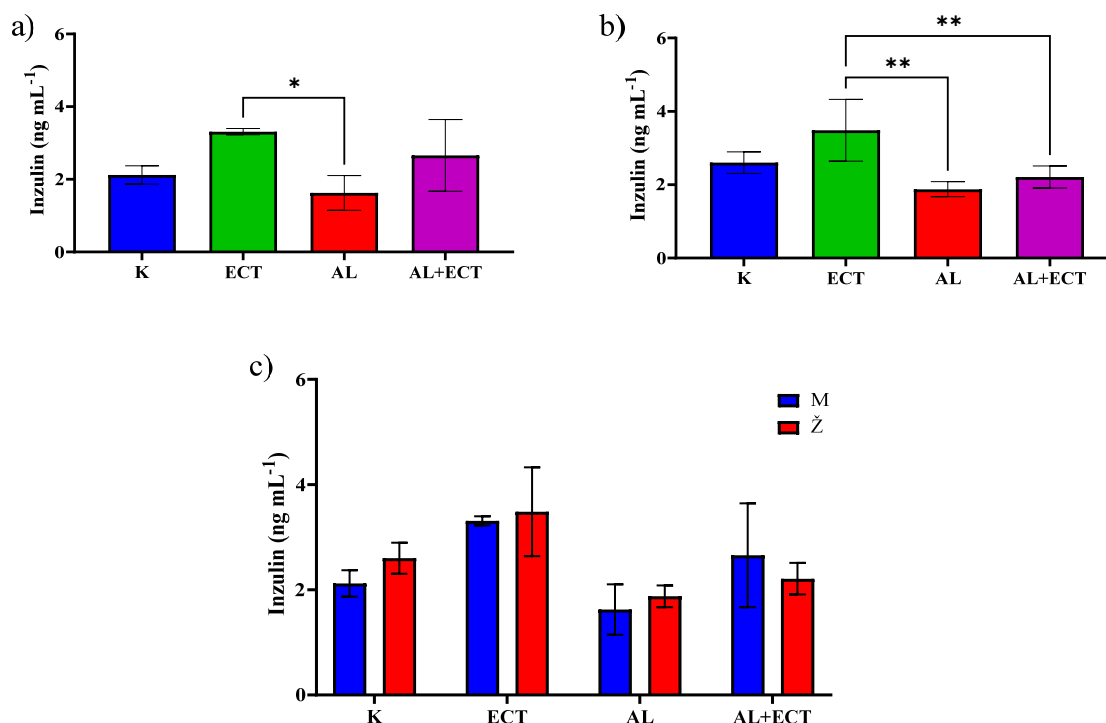 a)
Inzulin (ng mL⁻¹)
6
4
2
0
*
K ECT AL AL+ECT
b)
Inzulin (ng mL⁻¹)
6
4
2
0
**
**
K ECT AL AL+ECT
c)
Inzulin (ng mL⁻¹)
6
4
2
0
M
Ž
K ECT AL AL+ECT